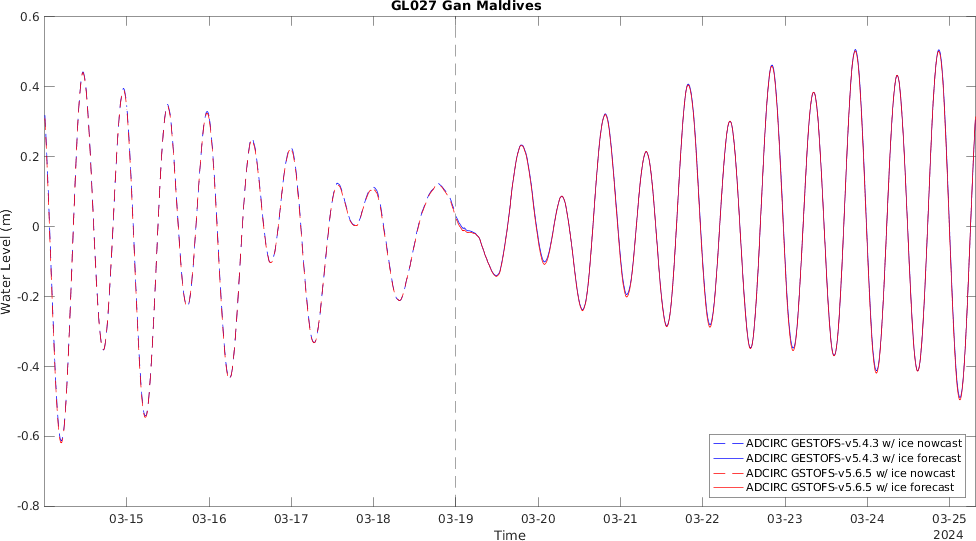 GL027 Gan Maldives
0.6
0.4
0.2
0
-0.2
-0.4
-0.6
-0.8
Water Level (m)
ADCIRC GESTOFS-v5.4.3 w/ ice nowcast
ADCIRC GESTOFS-v5.4.3 w/ ice forecast
ADCIRC GSTOFS-v5.6.5 w/ ice nowcast
ADCIRC GSTOFS-v5.6.5 w/ ice forecast
03-15 03-16 03-17 03-18 03-19 03-20 03-21 03-22 03-23 03-24 03-25
Time 2024